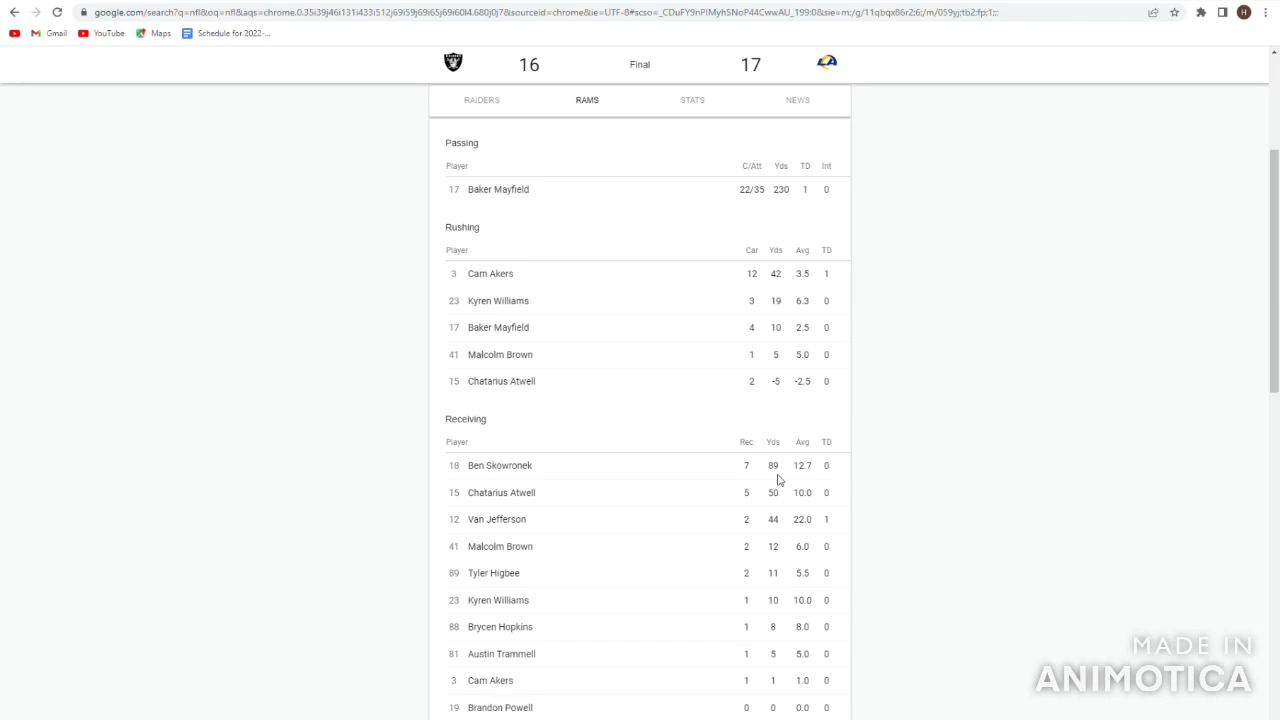 google.com/search?q=nfl&oq=nfl&aqs=chrome.0.35i39j46i131i433i512j69i59j69i65j69i60l4.680j0j7&sourceid=chrome&ie=UTF-8#scso=_CDuFY9nPIMyh5NoP44CwwAU_199:0&sie=m;/g/11qbqx86r2;6;/m/059yj;tb2;fp;1;;;
H
Gmail YouTube Maps Schedule for 2022-...
16 Final 17
RAIDERS RAMS STATS NEWS
Passing
Player C/Att Yds TD Int
17 Baker Mayfield 22/35 230 1 0
Rushing
Player Car Yds Avg TD
3 Cam Akers 12 42 3.5 1
23 Kyren Williams 3 19 6.3 0
17 Baker Mayfield 4 10 2.5 0
41 Malcolm Brown 1 5 5.0 0
15 Chatarius Atwell 2 -5 -2.5 0
Receiving
Player Rec Yds Avg TD
18 Ben Skowronek 7 89 12.7 0
15 Chatarius Atwell 5 50 10.0 0
12 Van Jefferson 2 44 22.0 1
41 Malcolm Brown 2 12 6.0 0
89 Tyler Higbee 2 11 5.5 0
23 Kyren Williams 1 10 10.0 0
88 Brycen Hopkins 1 8 8.0 0
81 Austin Trammell 1 5 5.0 0
3 Cam Akers 1 1 1.0 0
19 Brandon Powell 0 0 0.0 0
MADE IN
ANIMOTICA